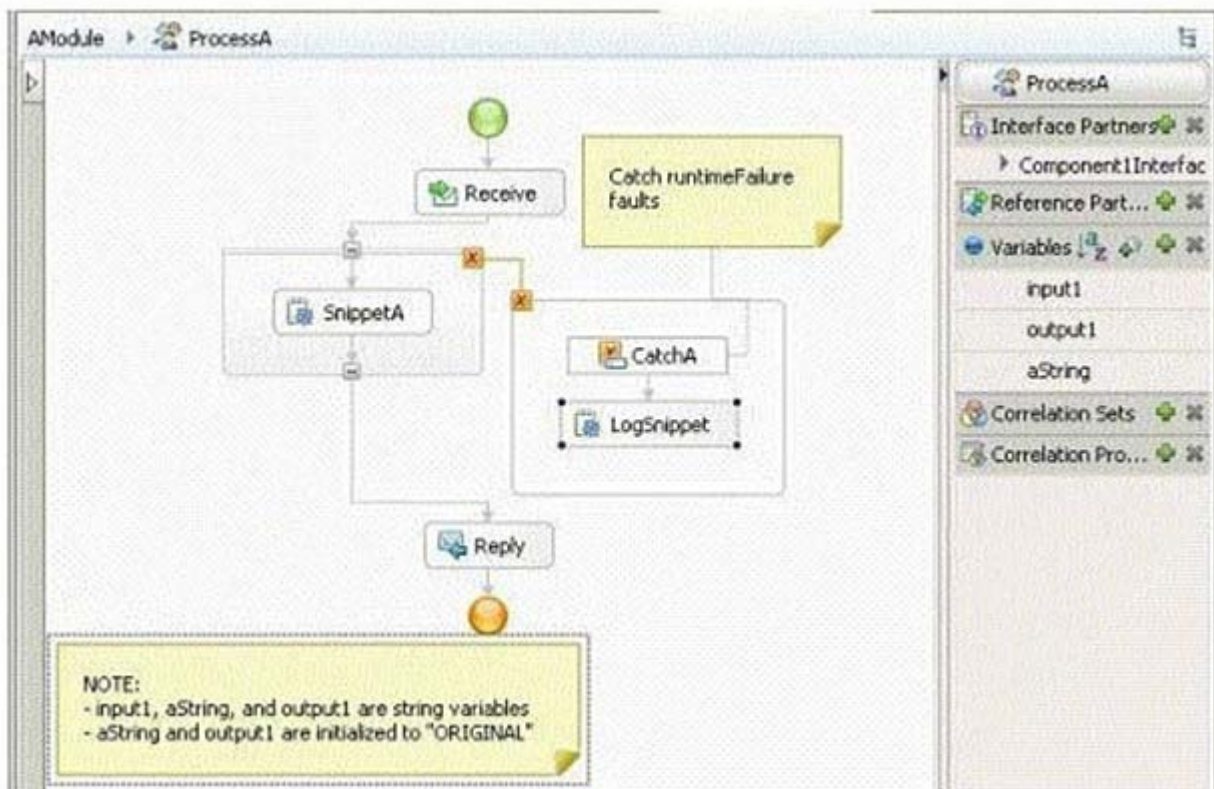 AModule ProcessA
Receive
Catch runtimeFailure
faults
SnippetA
CatchA
LogSnippet
Reply
NOTE:
- input1, aString, and output1 are string variables
- aString and output1 are initialized to "ORIGINAL"
ProcessA
Interface Partners
Component1Interfac
Reference Part...
Variables
input1
output1
aString
Correlation Sets
Correlation Pro...